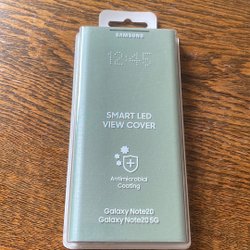 SAMSUNG
12:45
SMART LED
VIEW COVER
Antimicrobial
Coating
Galaxy Note20
Galaxy Note20 5G